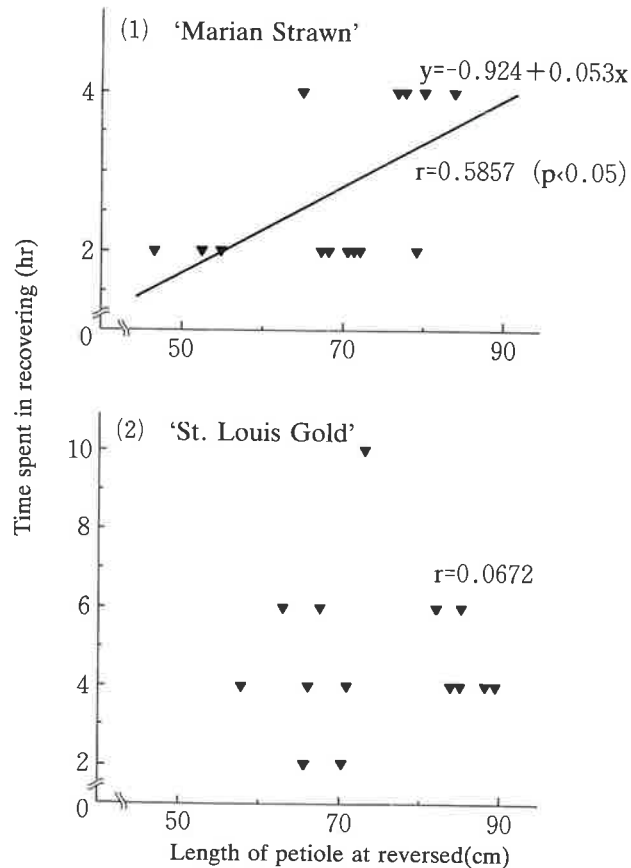 (1) 'Marian Strawn'
y=-0.924+0.053x
4
r=0.5857 (p<0.05)
2
0
50 70 90
Time spent in recovering (hr)
(2) 'St. Louis Gold'
10
8
r=0.0672
6
4
2
0
50 70 90
Length of petiole at reversed(cm)